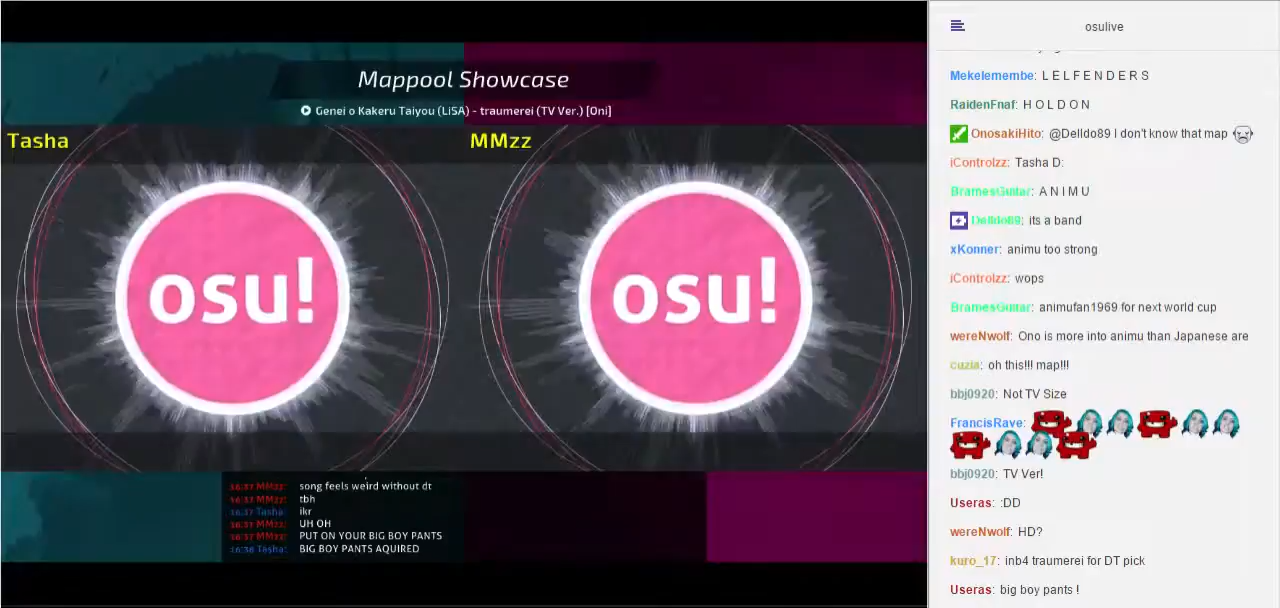 Mappool Showcase
Genei o Kakeru Taiyou (LiSA) - traumerei (TV Ver.) [Oni]
Tasha
MMzz
osu!
osu!
16:37 MMzz: song feels weird without dt
16:37 MMzz: tbh
16:37 Tasha: ikr
16:37 MMzz: UH OH
16:37 MMzz: PUT ON YOUR BIG BOY PANTS
16:38 Tasha: BIG BOY PANTS AQUIRED
osulive
Mekelemembe: L E L F E N D E R S
RaidenFnaf: H O L D O N
OnosakiHito: @Delldo89 I don't know that map
iControlzz: Tasha D:
BramesGuitar: A N I M U
Delldo89: its a band
xKonner: animu too strong
iControlzz: wops
BramesGuitar: animufan1969 for next world cup
wereNwolf: Ono is more into animu than Japanese are
cuzia: oh this!!! map!!!
bbj0920: Not TV Size
FrancisRave:
bbj0920: TV Ver!
Useras: :DD
wereNwolf: HD?
kuro_17: inb4 traumerei for DT pick
Useras: big boy pants !